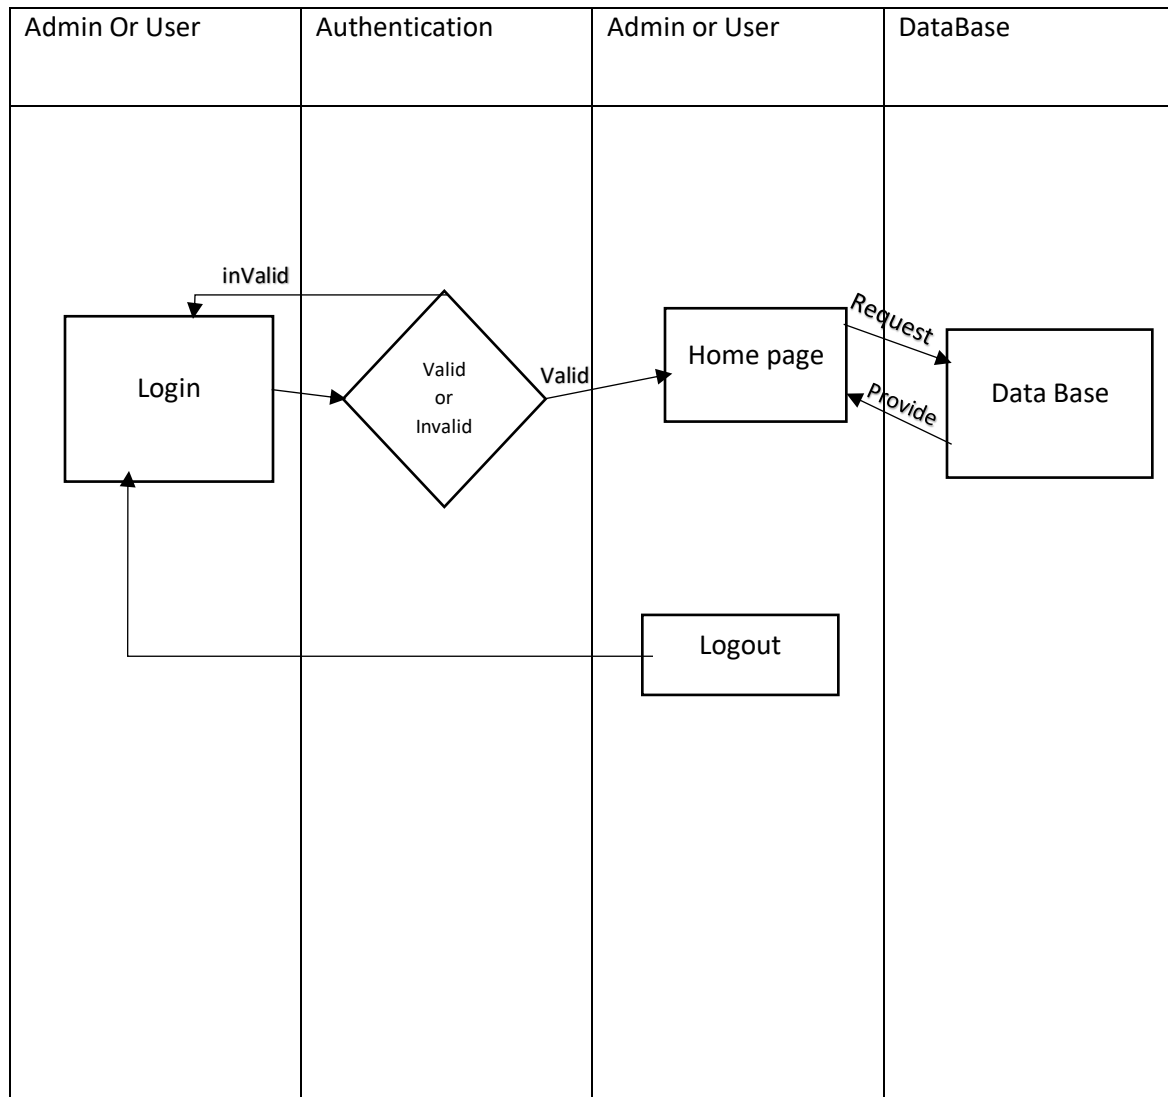 Admin Or User
Authentication
Admin or User
DataBase
inValid
Login
Valid
or
Invalid
Valid
Home page
Request
Provide
Data Base
Logout